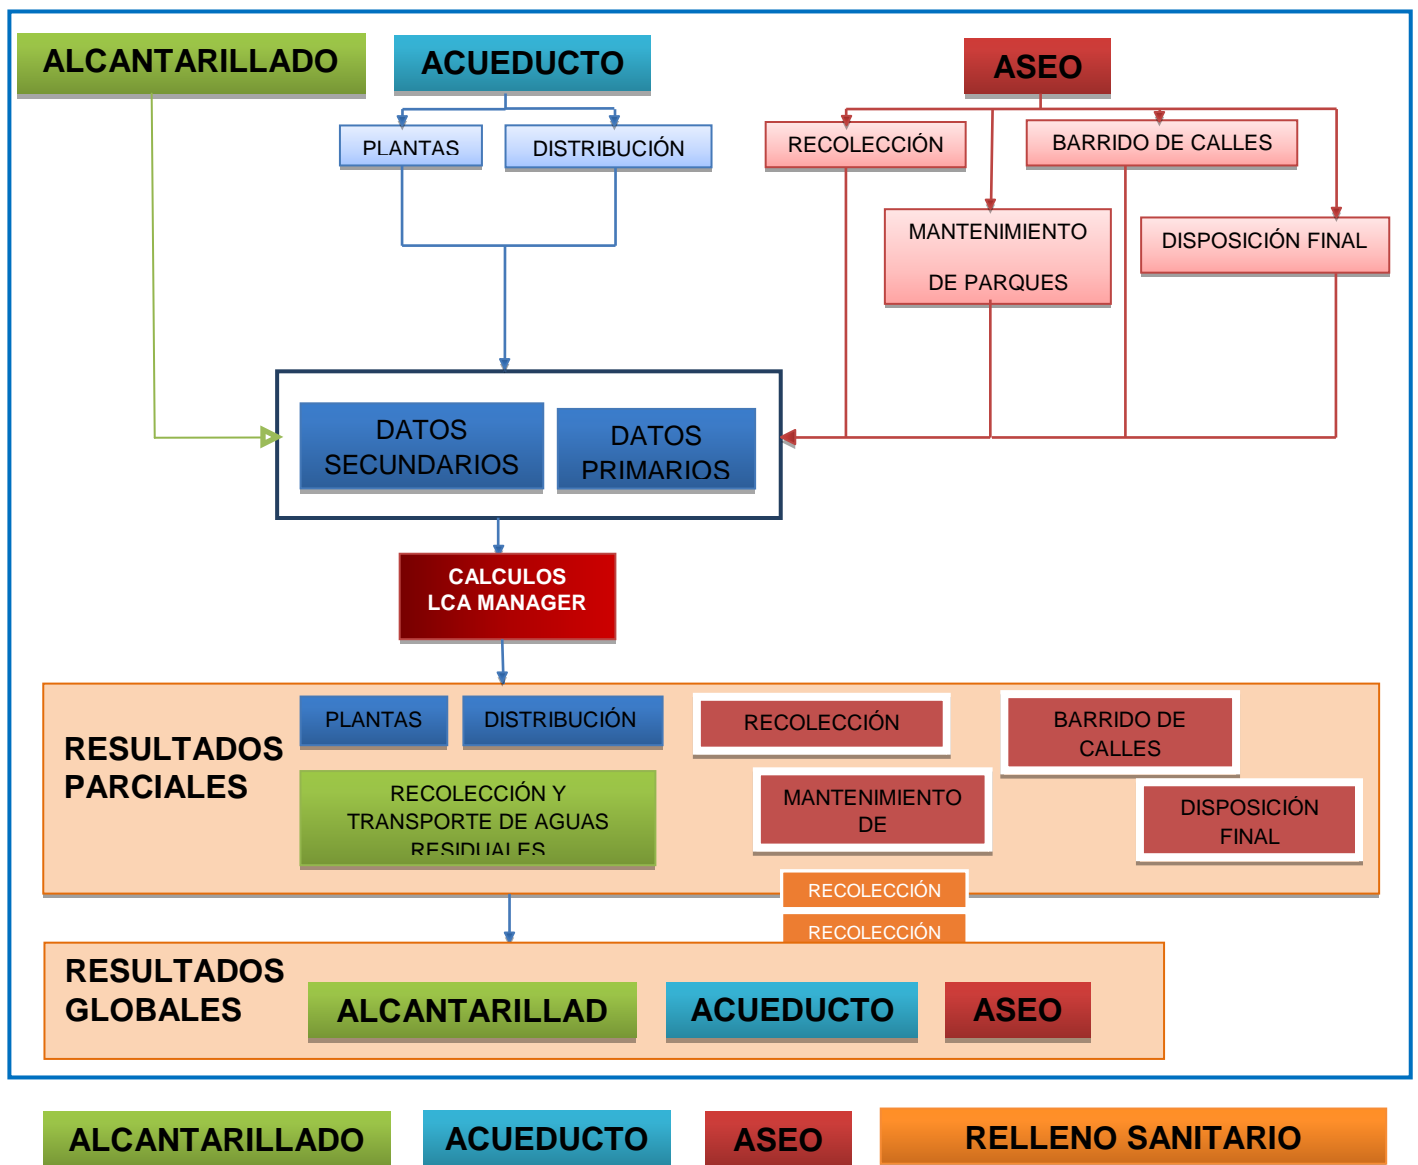 ALCANTARILLADO
ACUEDUCTO
ASEO
PLANTAS
DISTRIBUCIÓN
RECOLECCIÓN
BARRIDO DE CALLES
MANTENIMIENTO
DE PARQUES
DISPOSICIÓN FINAL
DATOS
SECUNDARIOS
DATOS
PRIMARIOS
CALCULOS
LCA MANAGER
RESULTADOS
PARCIALES
PLANTAS
DISTRIBUCIÓN
RECOLECCIÓN
BARRIDO DE
CALLES
RECOLECCIÓN Y
TRANSPORTE DE AGUAS
RESIDUALES
MANTENIMIENTO
DE
DISPOSICIÓN
FINAL
RECOLECCIÓN
RECOLECCIÓN
RESULTADOS
GLOBALES
ALCANTARILLAD
ACUEDUCTO
ASEO
ALCANTARILLADO
ACUEDUCTO
ASEO
RELLENO SANITARIO